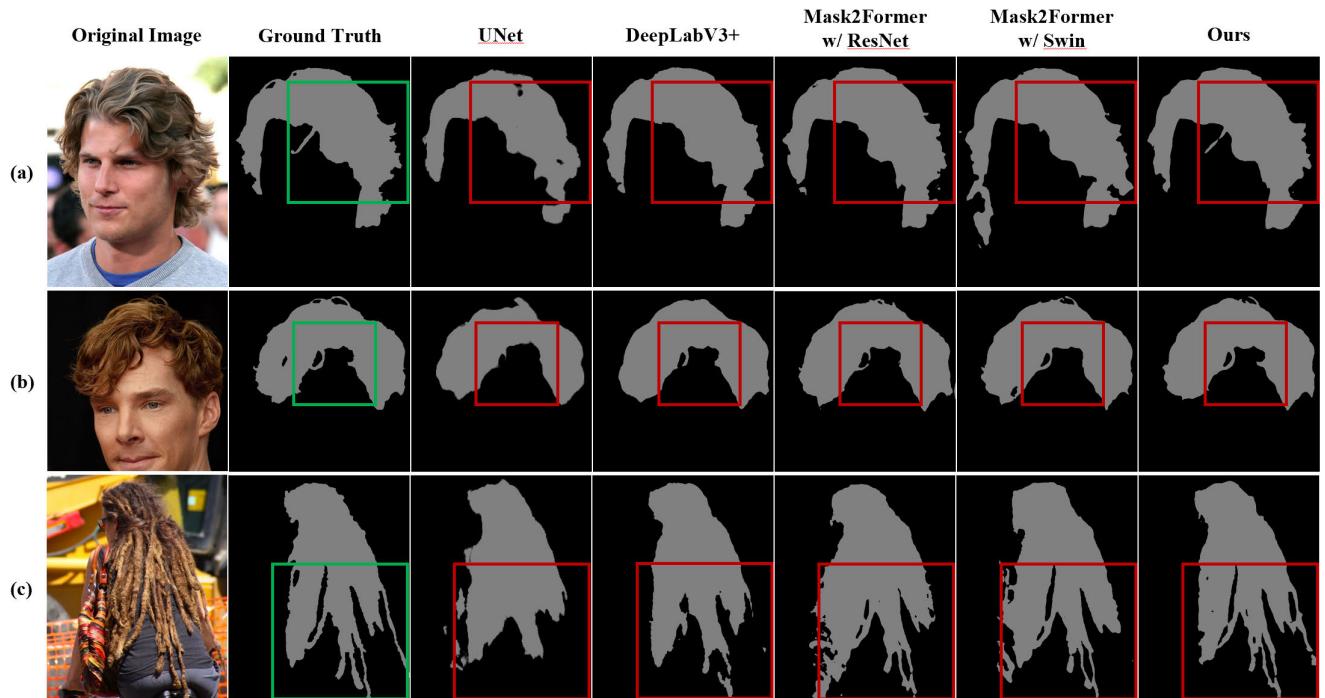 Original Image
Ground Truth
UNet
DeepLabV3+
Mask2Former
w/ ResNet
Mask2Former
w/ Swin
Ours
(a)
(b)
(c)